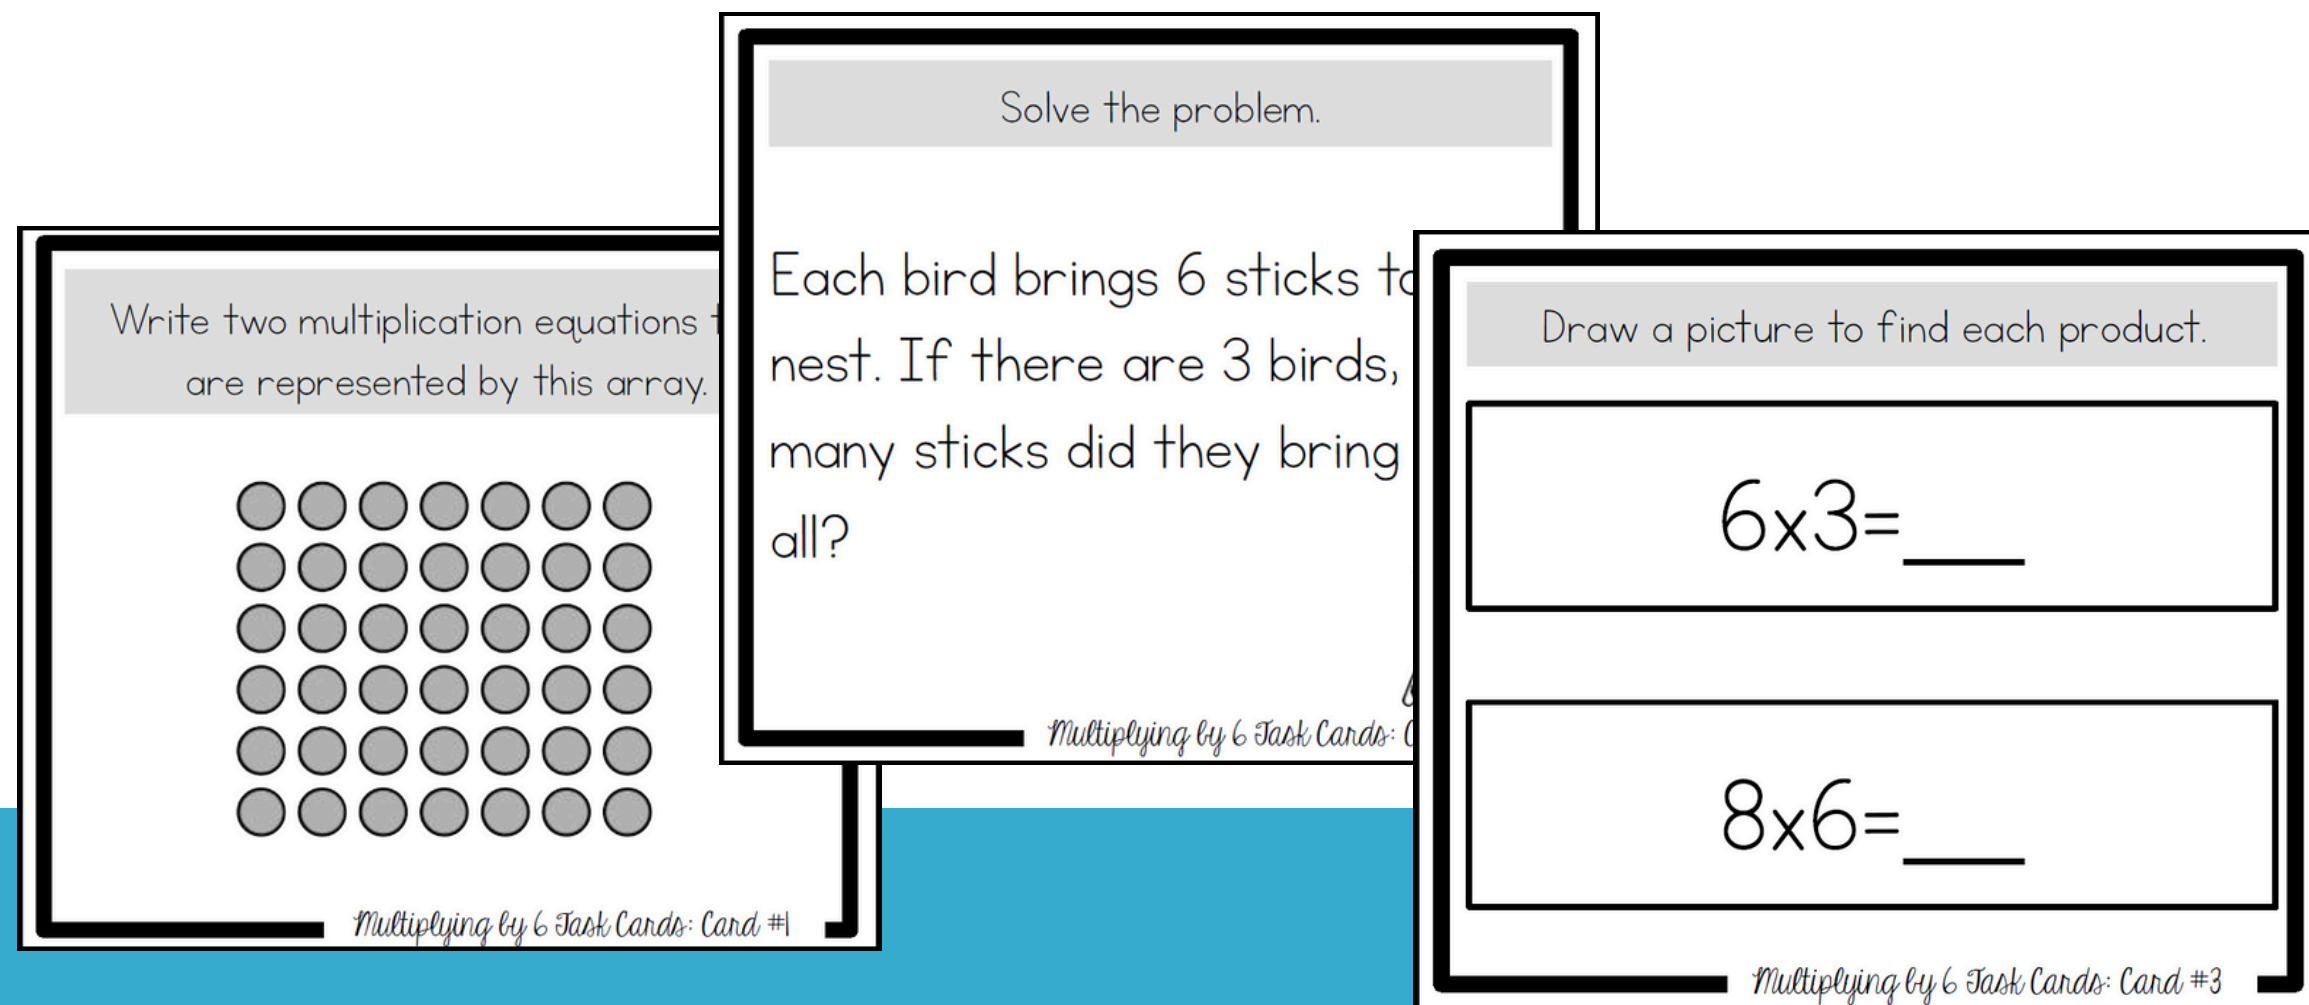 Write two multiplication equations
are represented by this array.
Multiplying by 6 Task Cards: Card #1
Solve the problem.
Each bird brings 6 sticks to
nest. If there are 3 birds,
many sticks did they bring
all?
Multiplying by 6 Task Cards:
Draw a picture to find each product.
6x3=___
8x6=___
Multiplying by 6 Task Cards: Card #3